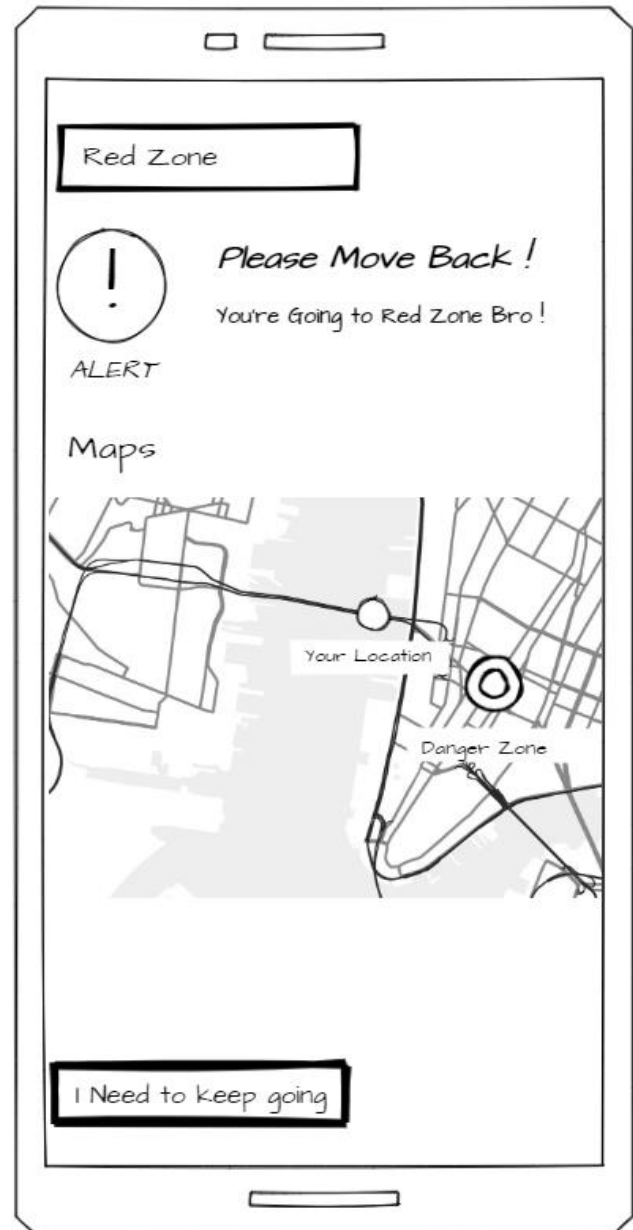 Red Zone
!
Please Move Back !
You're Going to Red Zone Bro !
ALERT
Maps
Your Location
Danger Zone
I Need to keep going